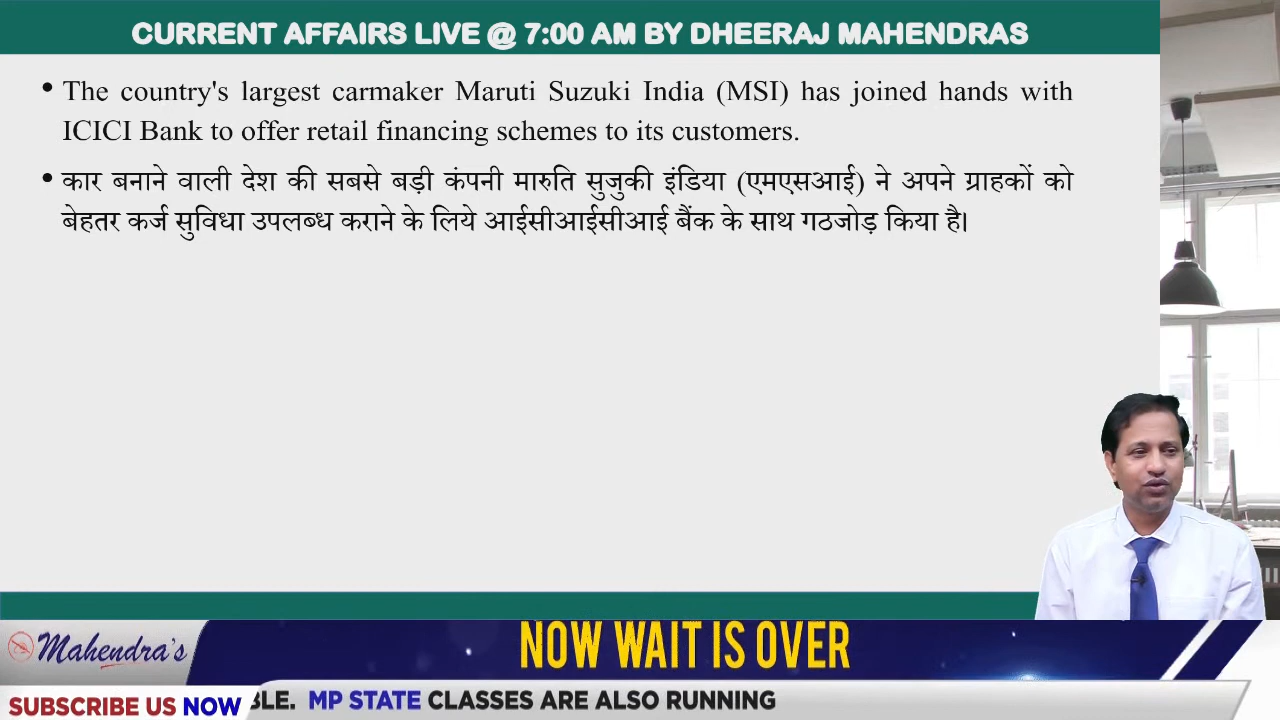 CURRENT AFFAIRS LIVE @ 7:00 AM BY DHEERAJ MAHENDRAS
• The country's largest carmaker Maruti Suzuki India (MSI) has joined hands with
ICICI Bank to offer retail financing schemes to its customers.
• कार बनाने वाली देश की सबसे बड़ी कंपनी मारुति सुजुकी इंडिया (एमएसआई) ने अपने ग्राहकों को
बेहतर कर्ज सुविधा उपलब्ध कराने के लिये आईसीआईसीआई बैंक के साथ गठजोड़ किया है।
Mahendra's
NOW WAIT IS OVER
SUBSCRIBE US NOW
BLE. MP STATE CLASSES ARE ALSO RUNNING